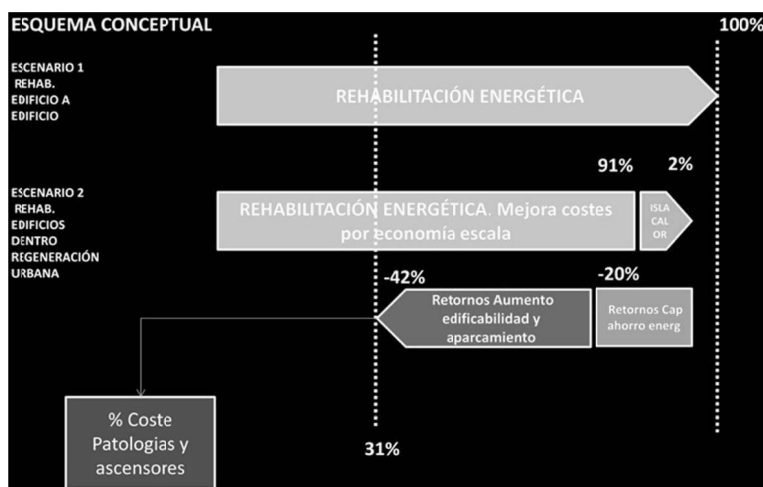 ESQUEMA CONCEPTUAL
100%
ESCENARIO 1
REHAB.
EDIFICIO A
EDIFICIO
REHABILITACIÓN ENERGÉTICA
91%
2%
ESCENARIO 2
REHAB.
EDIFICIOS
DENTRO
REGENERACIÓN
URBANA
REHABILITACIÓN ENERGÉTICA. Mejora costes
por economía escala
ISLA
CAL
OR
-42%
-20%
Retornos Aumento
edificabilidad y
aparcamiento
Retornos Cap
ahorro energ
% Coste
Patologias y
ascensores
31%